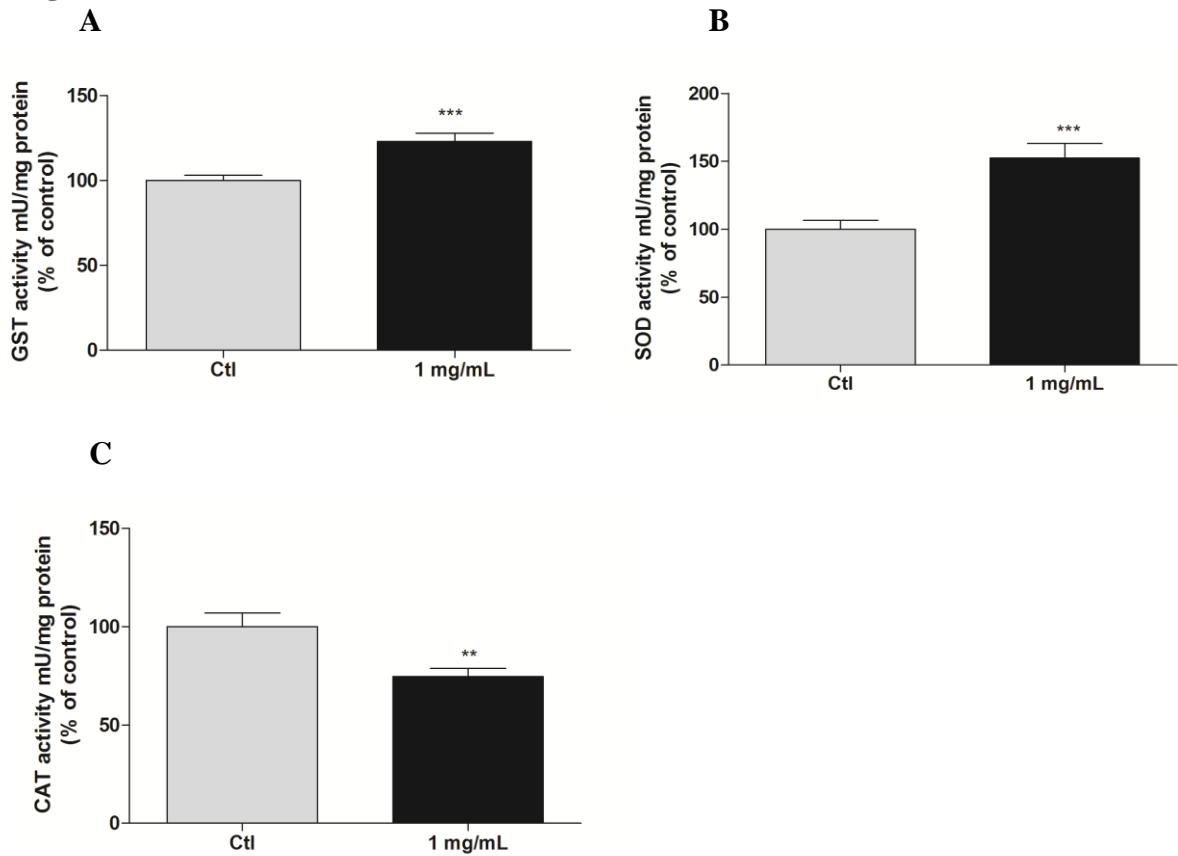 A
GST activity mU/mg protein
(% of control)
150
100
50
0
***
Ctl
1 mg/mL
B
SOD activity mU/mg protein
(% of control)
200
150
100
50
0
***
Ctl
1 mg/mL
C
CAT activity mU/mg protein
(% of control)
150
100
50
0
**
Ctl
1 mg/mL